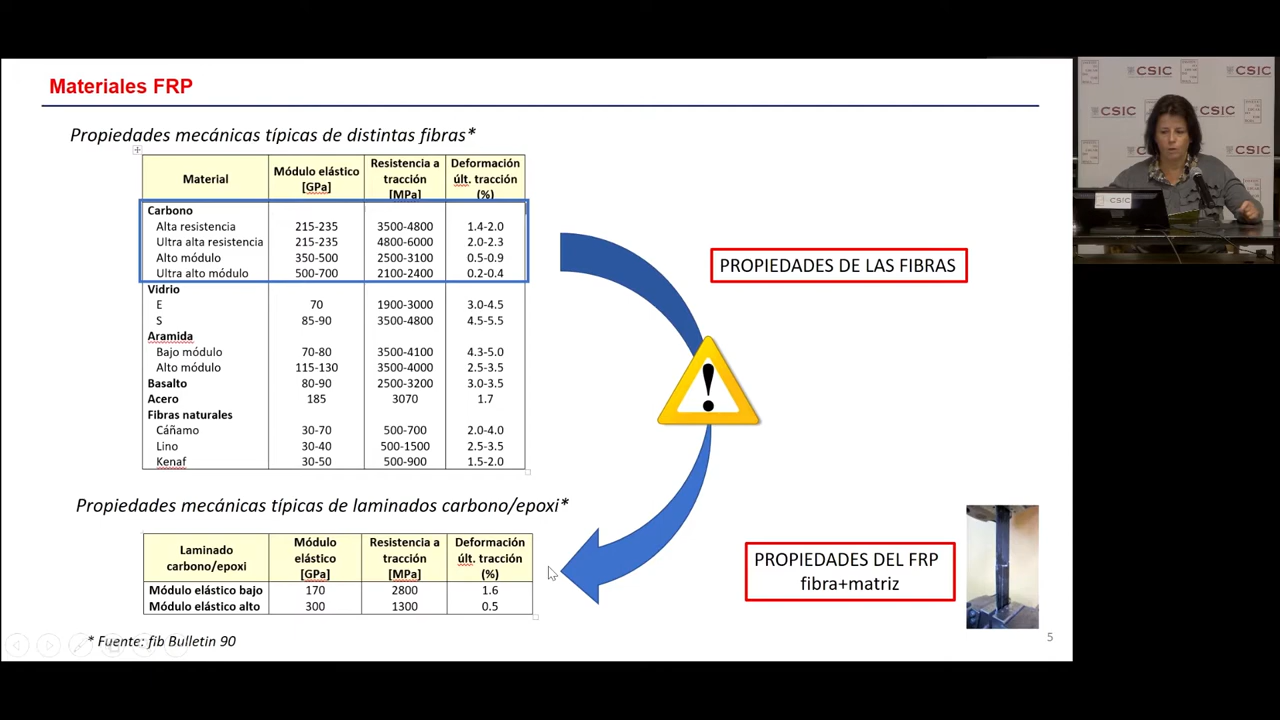 Materiales FRP
Propiedades mecánicas típicas de distintas fibras*
Material Módulo elástico [GPa] Resistencia a tracción [MPa] Deformación últ. tracción (%)
Carbono
Alta resistencia 215-235 3500-4800 1.4-2.0
Ultra alta resistencia 215-235 4800-6000 2.0-2.3
Alto módulo 350-500 2500-3100 0.5-0.9
Ultra alto módulo 500-700 2100-2400 0.2-0.4
Vidrio
E 70 1900-3000 3.0-4.5
S 85-90 3500-4800 4.5-5.5
Aramida
Bajo módulo 70-80 3500-4100 4.3-5.0
Alto módulo 115-130 3500-4000 2.5-3.5
Basalto 80-90 2500-3200 3.0-3.5
Acero 185 3070 1.7
Fibras naturales
Cáñamo 30-70 500-700 2.0-4.0
Lino 30-40 500-1500 2.5-3.5
Kenaf 30-50 500-900 1.5-2.0
PROPIEDADES DE LAS FIBRAS
!
Propiedades mecánicas típicas de laminados carbono/epoxi*
Laminado carbono/epoxi Módulo elástico [GPa] Resistencia a tracción [MPa] Deformación últ. tracción (%)
Módulo elástico bajo 170 2800 1.6
Módulo elástico alto 300 1300 0.5
PROPIEDADES DEL FRP
fibra+matriz
* Fuente: fib Bulletin 90
5
CSIC
CSIC
CSIC
CSIC
CSIC
CSIC